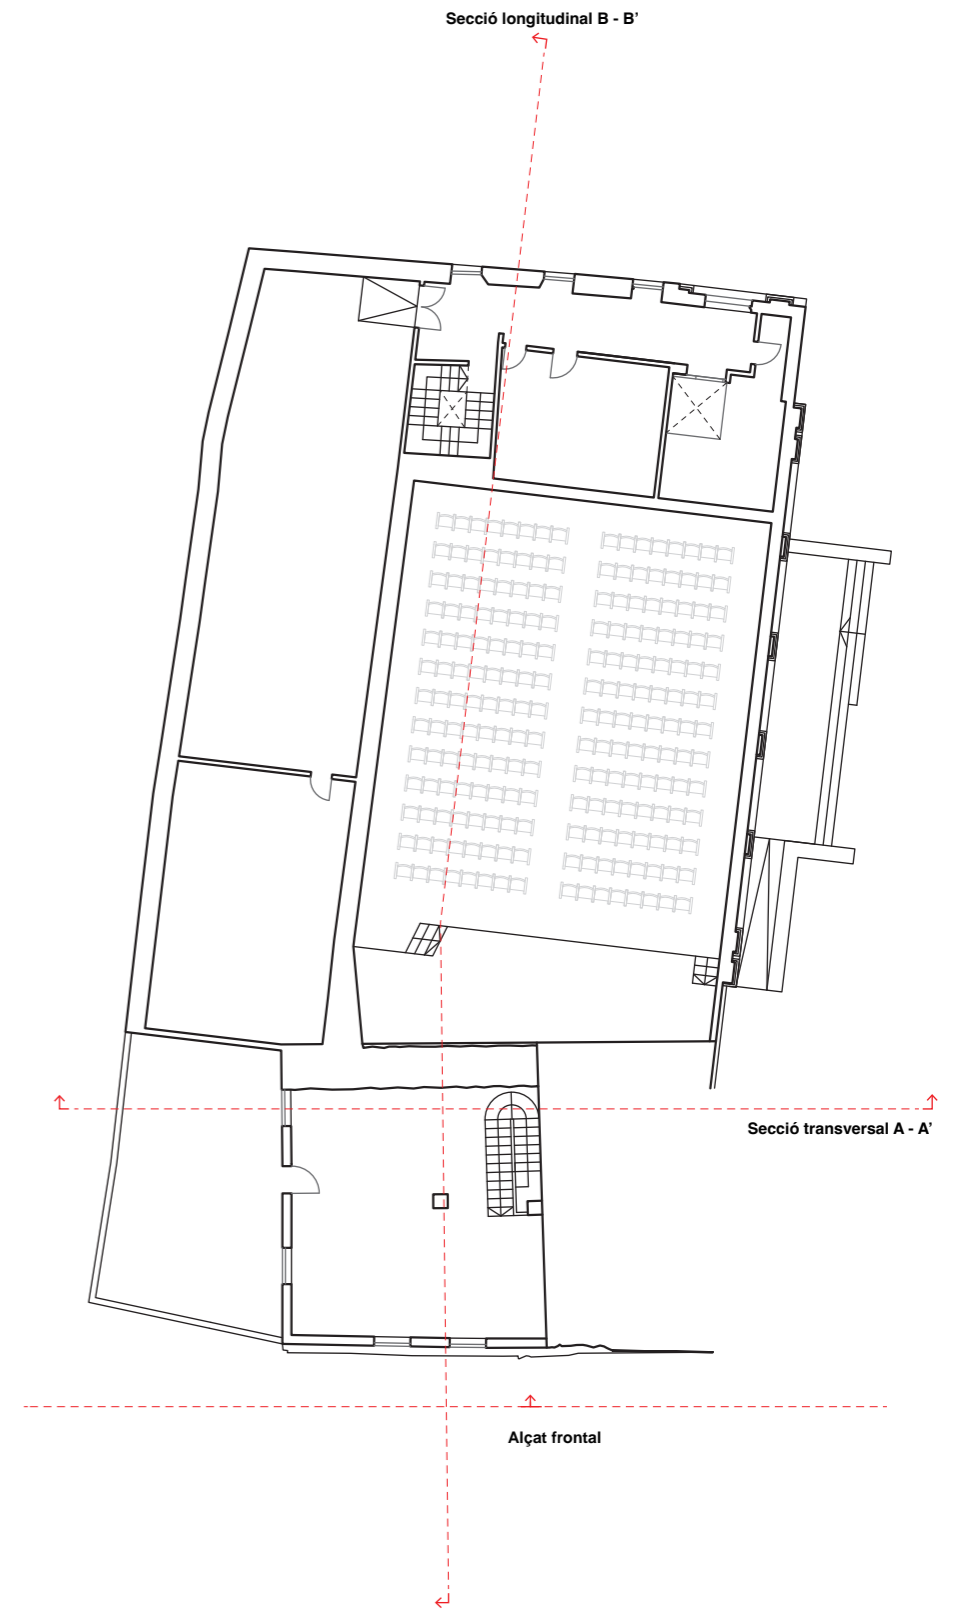 Secció longitudinal B - B’
Secció transversal A - A’
Alçat frontal